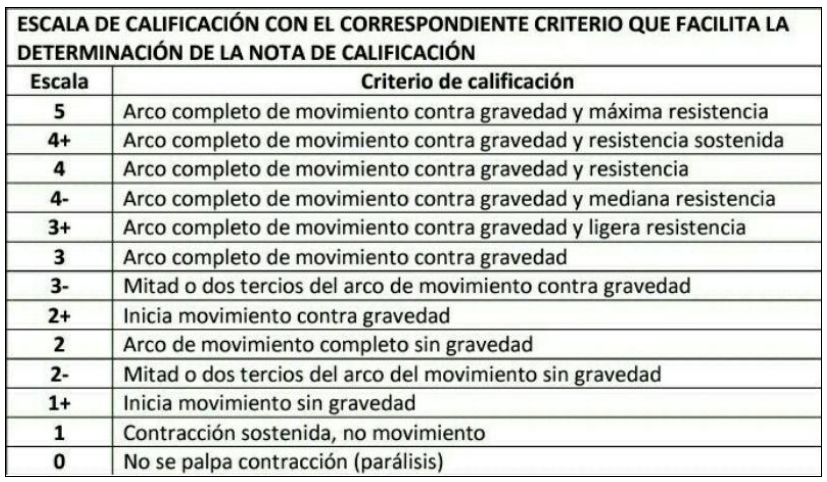 ESCALA DE CALIFICACIÓN CON EL CORRESPONDIENTE CRITERIO QUE FACILITA LA
DETERMINACIÓN DE LA NOTA DE CALIFICACIÓN
Escala Criterio de calificación
5 Arco completo de movimiento contra gravedad y máxima resistencia
4+ Arco completo de movimiento contra gravedad y resistencia sostenida
4 Arco completo de movimiento contra gravedad y resistencia
4- Arco completo de movimiento contra gravedad y mediana resistencia
3+ Arco completo de movimiento contra gravedad y ligera resistencia
3 Arco completo de movimiento contra gravedad
3- Mitad o dos tercios del arco de movimiento contra gravedad
2+ Inicia movimiento contra gravedad
2 Arco de movimiento completo sin gravedad
2- Mitad o dos tercios del arco del movimiento sin gravedad
1+ Inicia movimiento sin gravedad
1 Contracción sostenida, no movimiento
0 No se palpa contracción (parálisis)